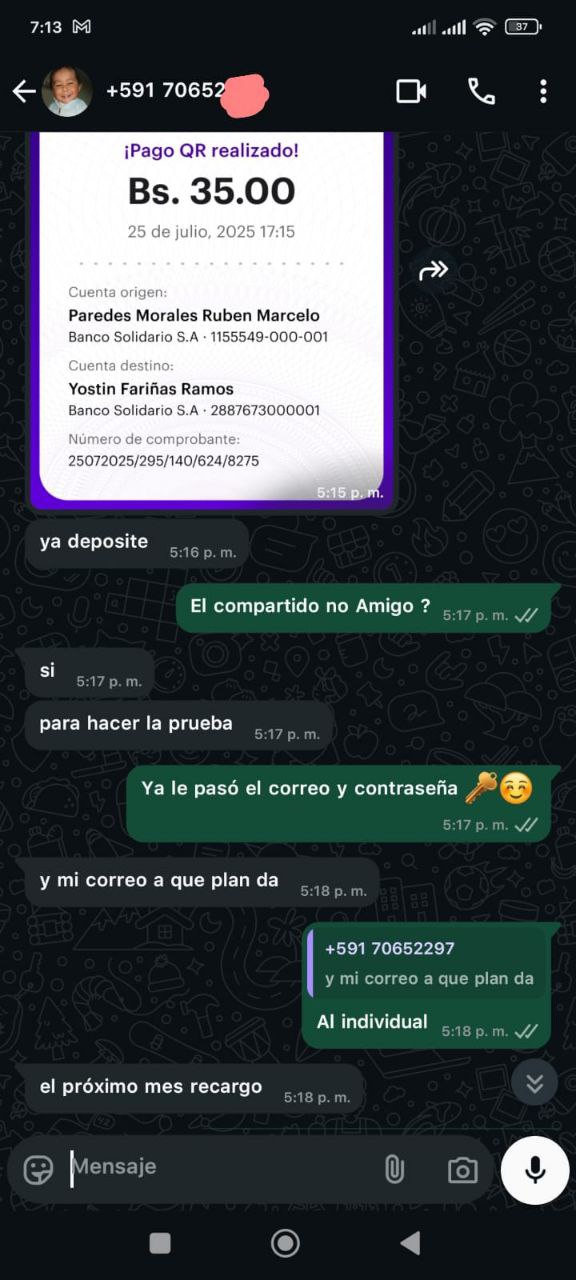 7:13
37
+591 70652
¡Pago QR realizado!
Bs. 35.00
25 de julio, 2025 17:15
Cuenta origen:
Paredes Morales Ruben Marcelo
Banco Solidario S.A · 1155549-000-001
Cuenta destino:
Yostin Fariñas Ramos
Banco Solidario S.A · 2887673000001
Número de comprobante:
25072025/295/140/624/8275
5:15 p. m.
ya deposite 5:16 p. m.
El compartido no Amigo ? 5:17 p. m.
si 5:17 p. m.
para hacer la prueba 5:17 p. m.
Ya le pasó el correo y contraseña 🔑☺️
5:17 p. m.
y mi correo a que plan da 5:18 p. m.
+591 70652297
y mi correo a que plan da
Al individual 5:18 p. m.
el próximo mes recargo 5:18 p. m.
Mensaje